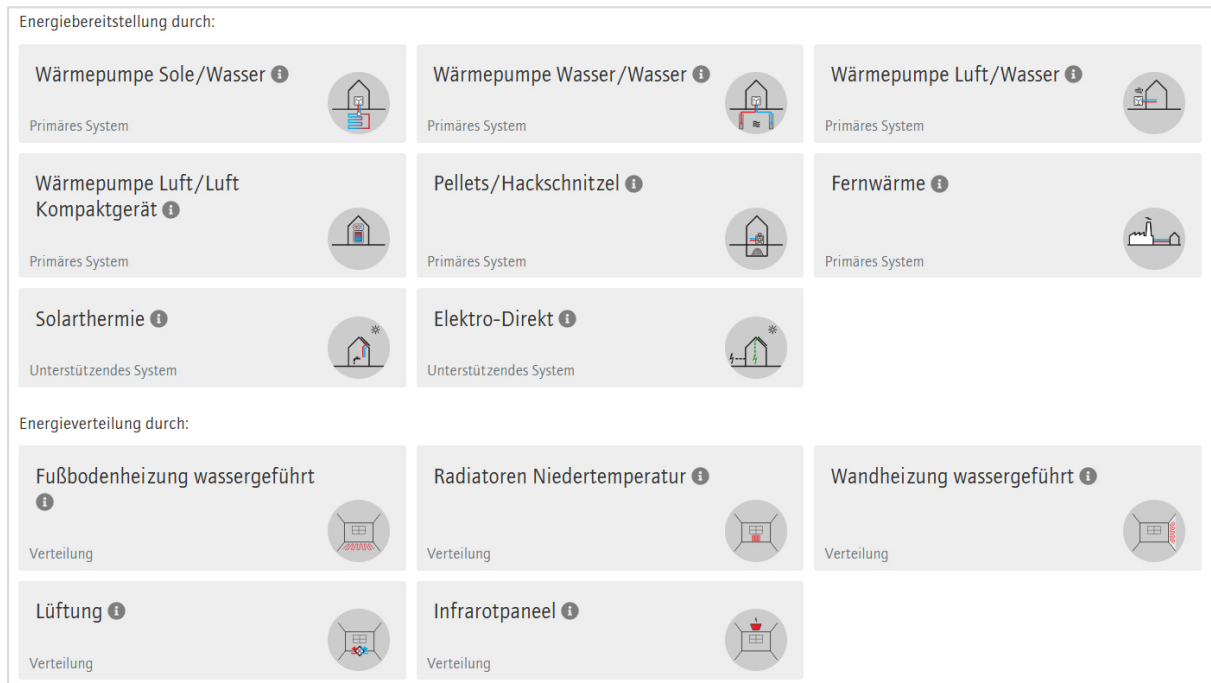 Energiebereitstellung durch:
Wärmepumpe Sole/Wasser
Primäres System
Wärmepumpe Wasser/Wasser
Primäres System
Wärmepumpe Luft/Wasser
Primäres System
Wärmepumpe Luft/Luft
Kompaktgerät
Primäres System
Pellets/Hackschnitzel
Primäres System
Fernwärme
Primäres System
Solarthermie
Unterstützendes System
Elektro-Direkt
Unterstützendes System
Energieverteilung durch:
Fußbodenheizung wassergeführt
Verteilung
Radiatoren Niedertemperatur
Verteilung
Wandheizung wassergeführt
Verteilung
Lüftung
Verteilung
Infrarotpaneel
Verteilung